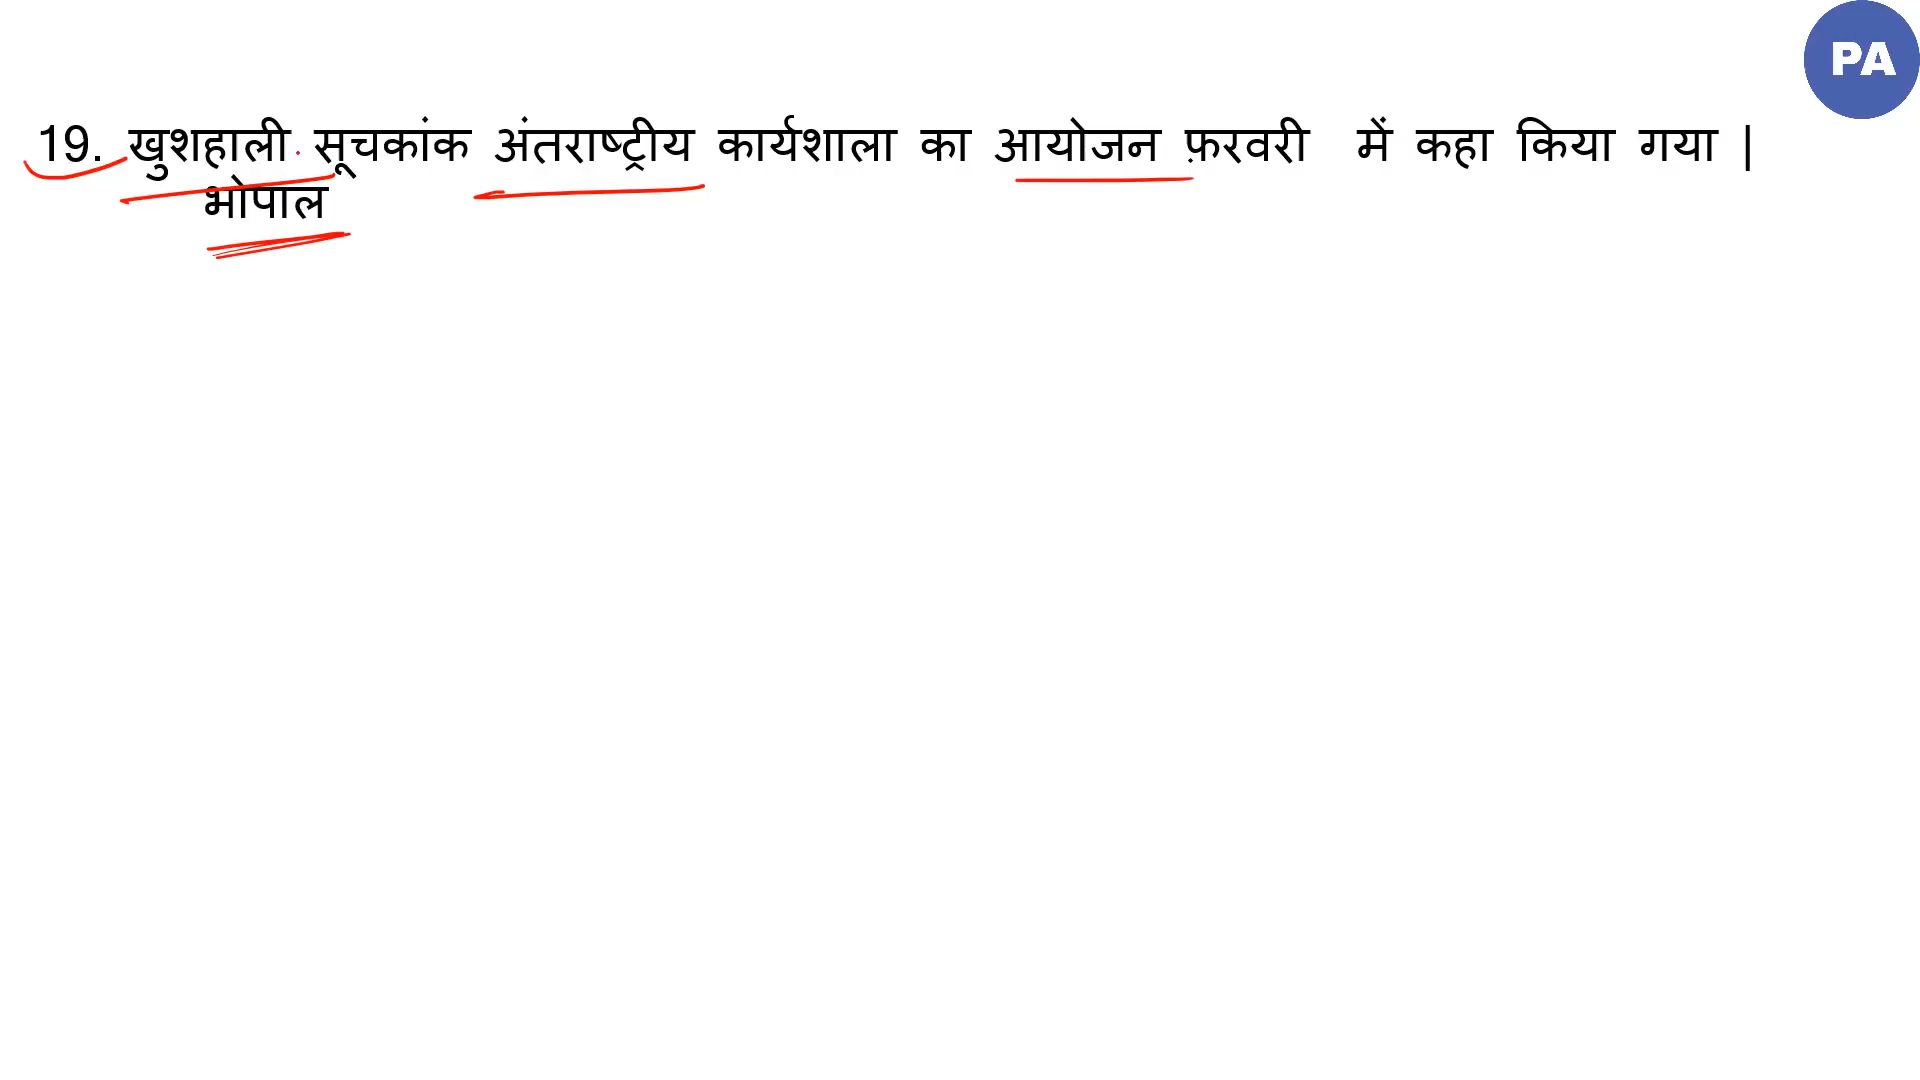 PA
19. खुशहाली सूचकांक अंतराष्ट्रीय कार्यशाला का आयोजन फ़रवरी में कहा किया गया |
भोपाल